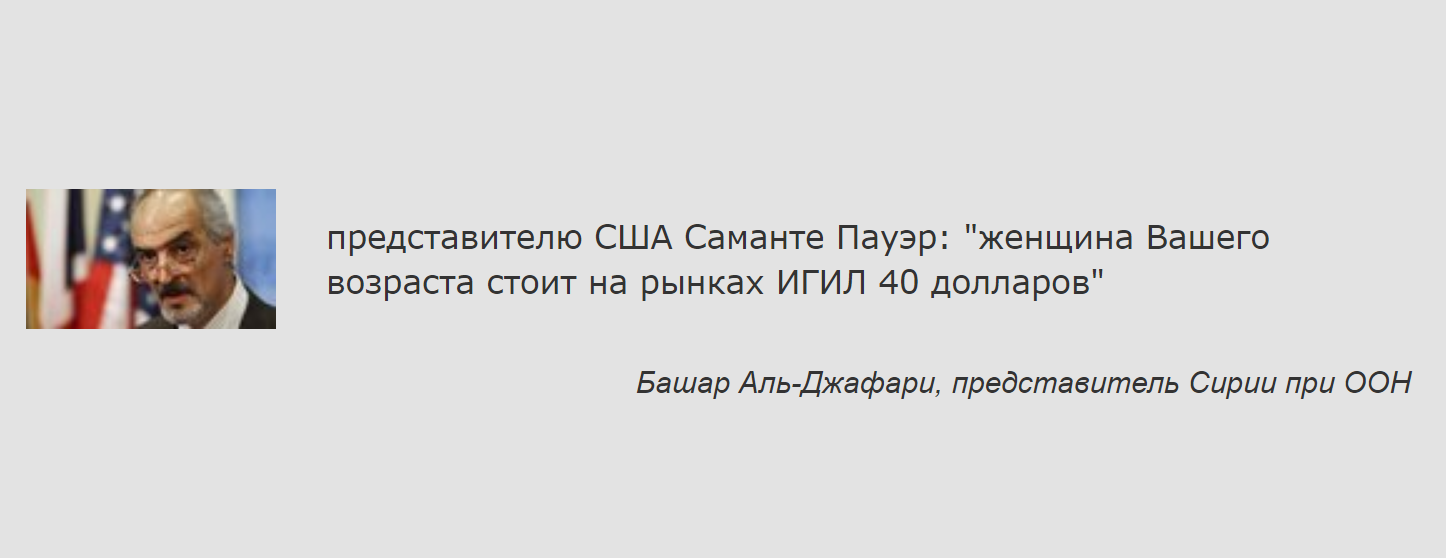 представителю США Саманте Пауэр: "женщина Вашего
возраста стоит на рынках ИГИЛ 40 долларов"
Башар Аль-Джафари, представитель Сирии при ООН